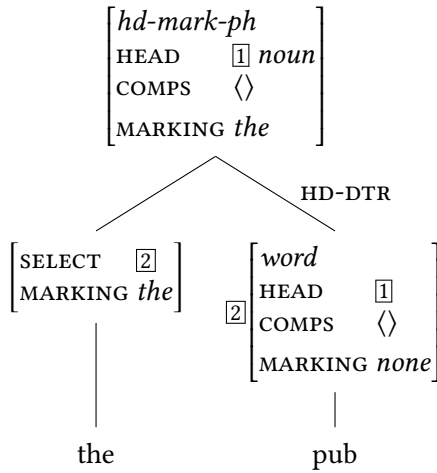 hd-mark-ph
HEAD 1 noun
COMPS ⟨⟩
MARKING the
HD-DTR
SELECT 2
MARKING the
2
word
HEAD 1
COMPS ⟨⟩
MARKING none
the pub